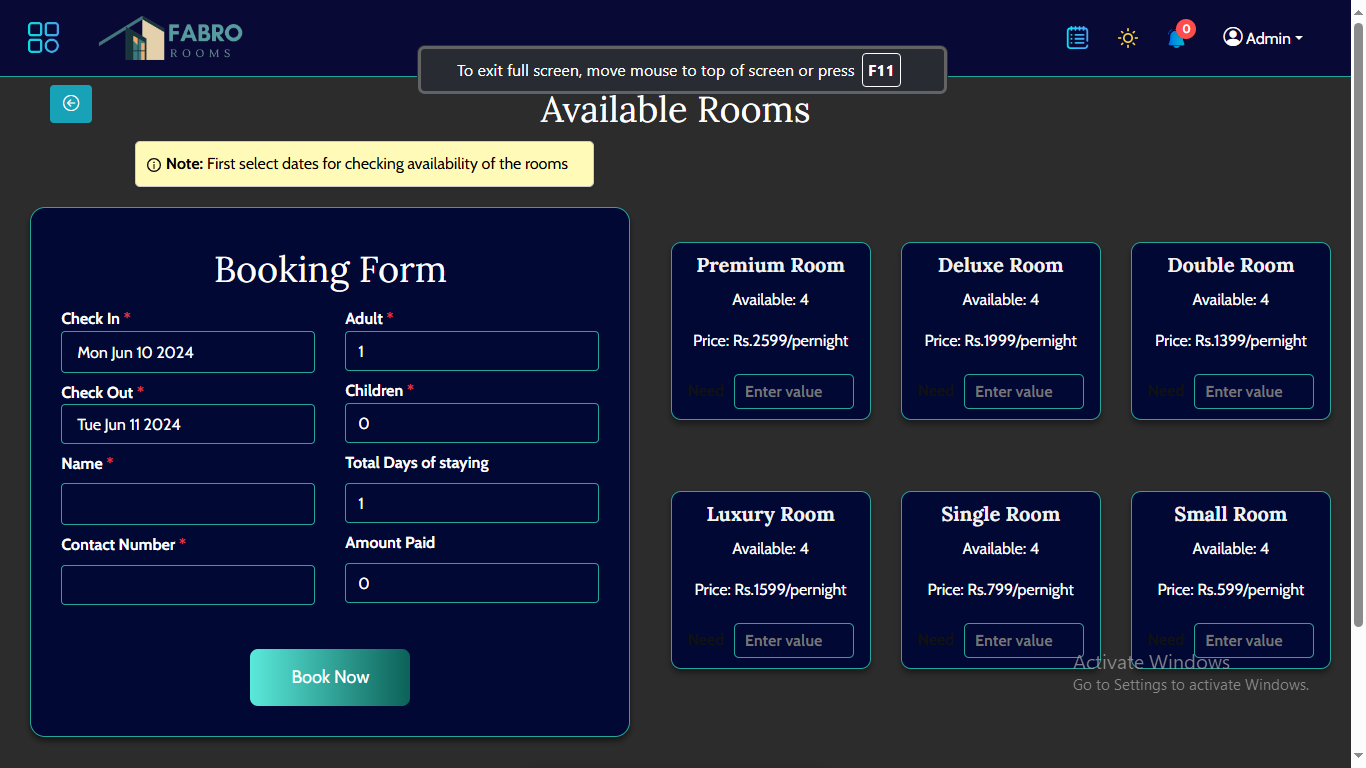 FABRO
ROOMS
0
Admin
To exit full screen, move mouse to top of screen or press F11
Available Rooms
Note: First select dates for checking availability of the rooms
Booking Form
Check In *
Mon Jun 10 2024
Adult *
1
Check Out *
Tue Jun 11 2024
Children *
0
Name *
Total Days of staying
1
Contact Number *
Amount Paid
0
Book Now
Premium Room
Available: 4
Price: Rs.2599/pernight
Need Enter value
Deluxe Room
Available: 4
Price: Rs.1999/pernight
Need Enter value
Double Room
Available: 4
Price: Rs.1399/pernight
Need Enter value
Luxury Room
Available: 4
Price: Rs.1599/pernight
Need Enter value
Single Room
Available: 4
Price: Rs.799/pernight
Need Enter value
Small Room
Available: 4
Price: Rs.599/pernight
Need Enter value
Activate Windows
Go to Settings to activate Windows.